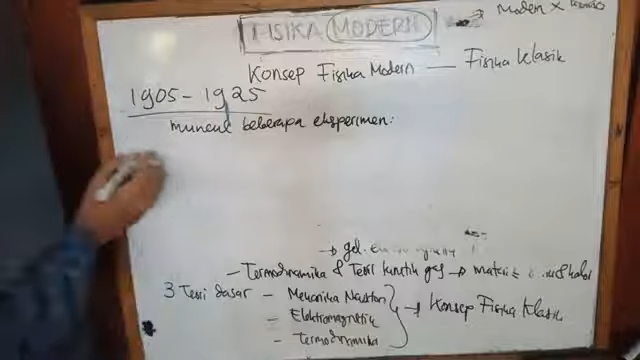 FISIKA MODERN
→ Modern X
Konsep Fisika Modern — Fisika Klasik
1905 - 1925
muncul beberapa eksperimen:
→ gel.
- Termodinamika & Teori kinetik gas → materi &
3 Teori dasar - Mekanika Newton
- Elektromagnetik → Konsep Fisika Klasik
- Termodinamika